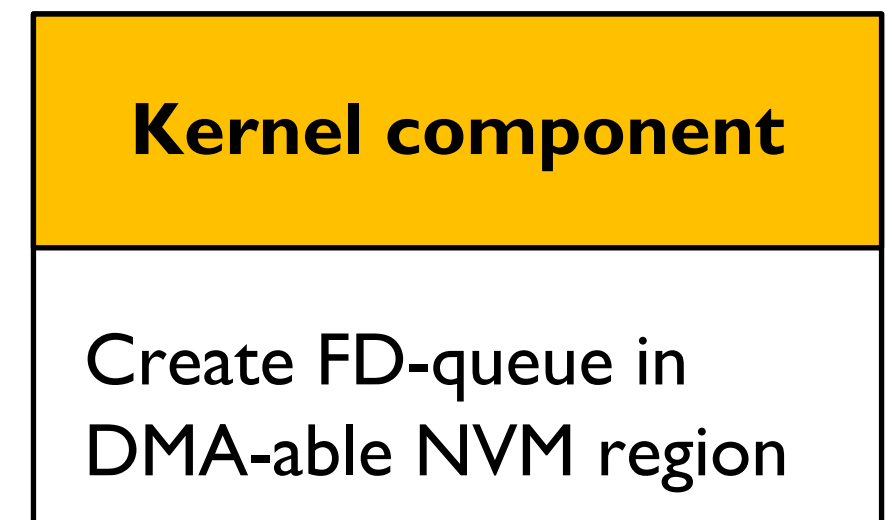 Kernel component
Create FD-queue in
DMA-able NVM region